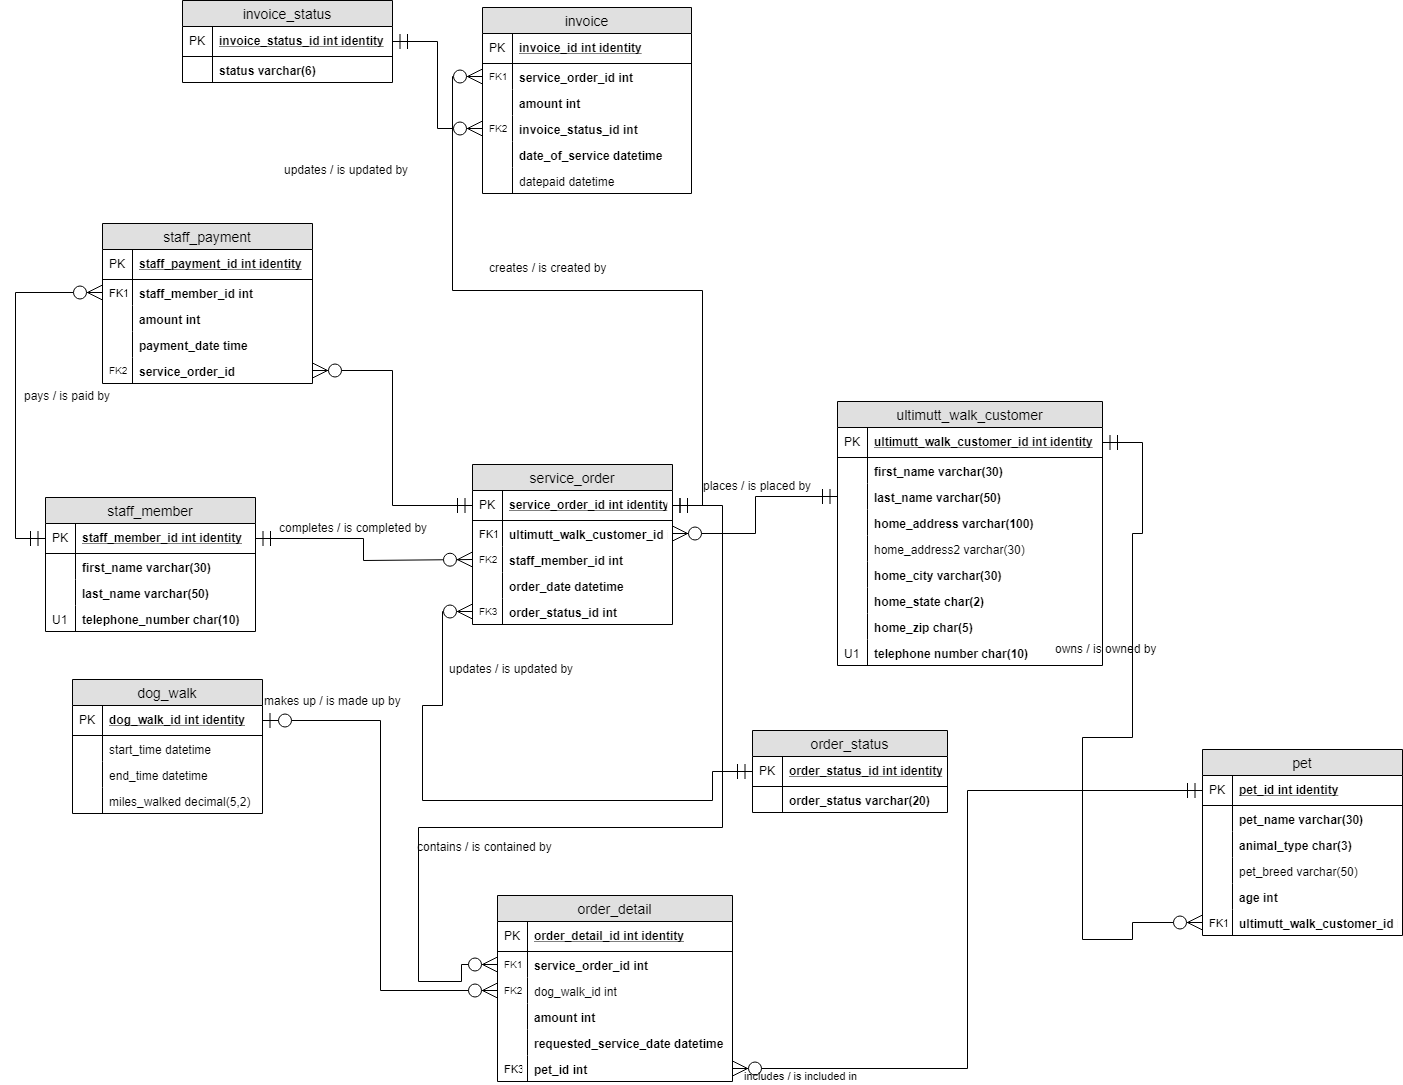 invoice_status
PK invoice_status_id int identity
status varchar(6)
invoice
PK invoice_id int identity
FK1 service_order_id int
amount int
FK2 invoice_status_id int
date_of_service datetime
datepaid datetime
updates / is updated by
creates / is created by
staff_payment
PK staff_payment_id int identity
FK1 staff_member_id int
amount int
payment_date time
FK2 service_order_id
pays / is paid by
ultimutt_walk_customer
PK ultimutt_walk_customer_id int identity
first_name varchar(30)
last_name varchar(50)
home_address varchar(100)
home_address2 varchar(30)
home_city varchar(30)
home_state char(2)
home_zip char(5)
U1 telephone number char(10)
places / is placed by
service_order
PK service_order_id int identity
FK1 ultimutt_walk_customer_id
FK2 staff_member_id int
order_date datetime
FK3 order_status_id int
completes / is completed by
staff_member
PK staff_member_id int identity
first_name varchar(30)
last_name varchar(50)
U1 telephone_number char(10)
owns / is owned by
updates / is updated by
dog_walk
PK dog_walk_id int identity
start_time datetime
end_time datetime
miles_walked decimal(5,2)
makes up / is made up by
order_status
PK order_status_id int identity
order_status varchar(20)
pet
PK pet_id int identity
pet_name varchar(30)
animal_type char(3)
pet_breed varchar(50)
age int
FK1 ultimutt_walk_customer_id
contains / is contained by
order_detail
PK order_detail_id int identity
FK1 service_order_id int
FK2 dog_walk_id int
amount int
requested_service_date datetime
FK3 pet_id int
includes / is included in